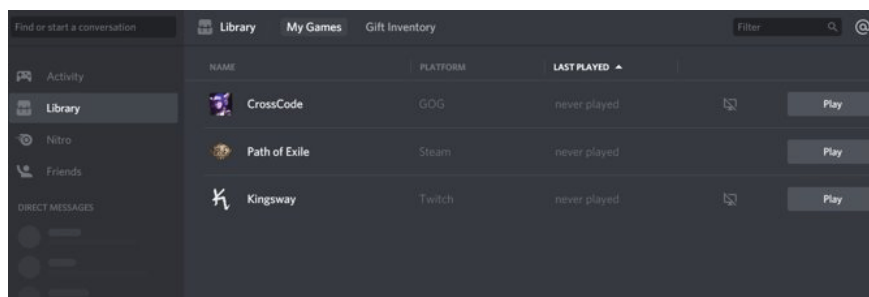 Find or start a conversation
Library My Games Gift Inventory Filter
Activity
Library
Nitro
Friends
DIRECT MESSAGES
NAME PLATFORM LAST PLAYED
CrossCode GOG never played Play
Path of Exile Steam never played Play
Kingsway Twitch never played Play